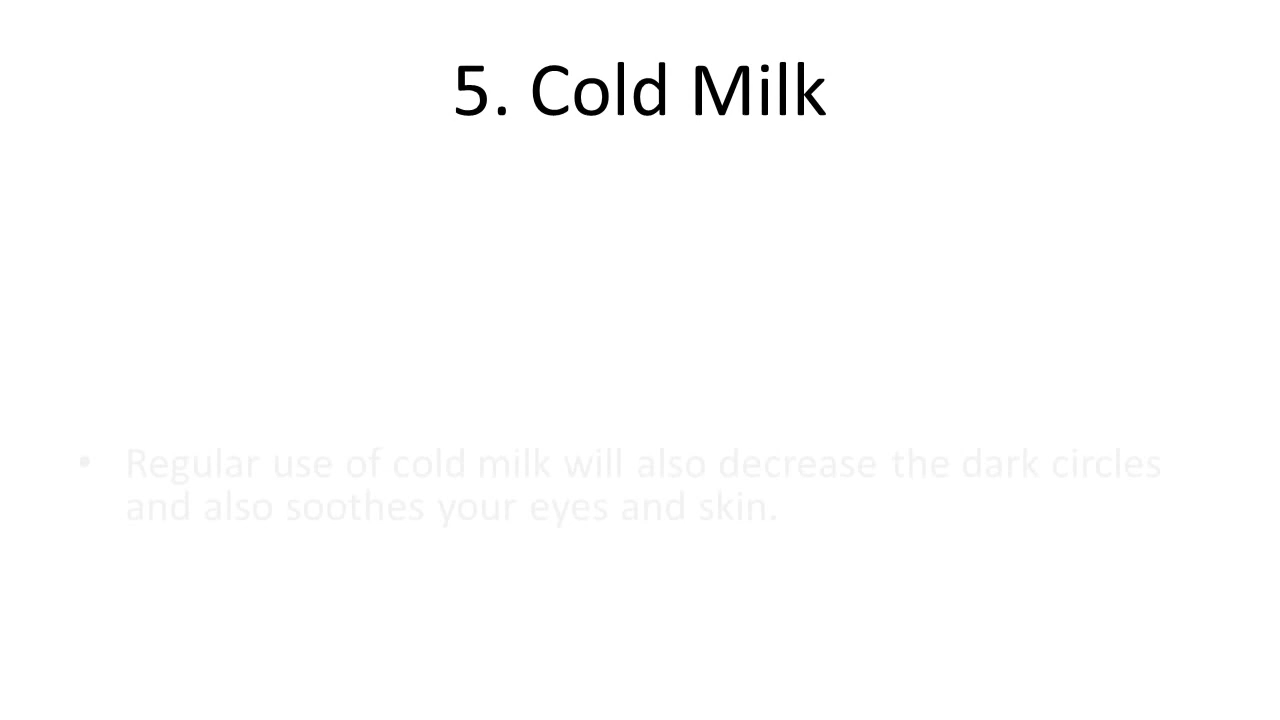 5. Cold Milk
• Regular use of cold milk will also decrease the dark circles
and also soothes your eyes and skin.